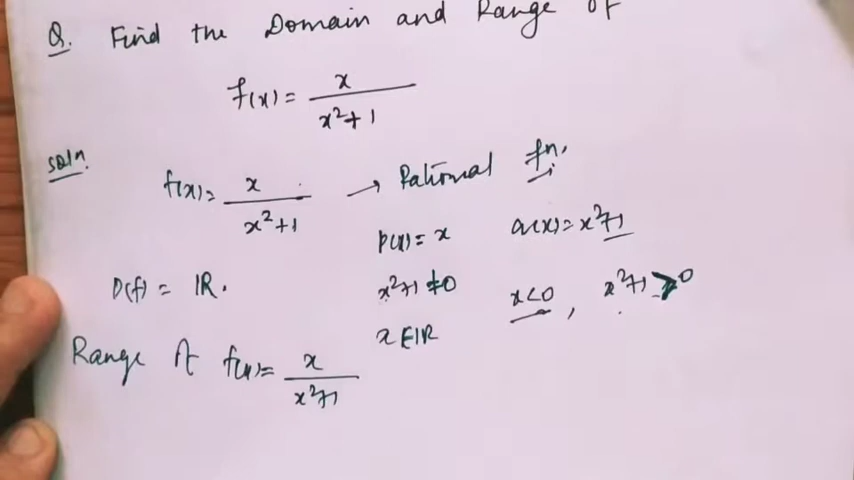 Q. Find the Domain and Range of
f(x) = x / x²+1
Soln. f(x) = x / x²+1 → Rational fn.
p(x) = x q(x) = x²+1
D(f) = IR. x²+1 ≠ 0 x<0, x²+1 > 0
x ∈ IR
Range of f(x) = x / x²+1